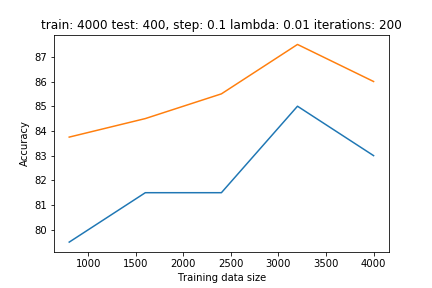 train: 4000 test: 400, step: 0.1 lambda: 0.01 iterations: 200
87
86
85
84
83
82
81
80
Accuracy
1000 1500 2000 2500 3000 3500 4000
Training data size